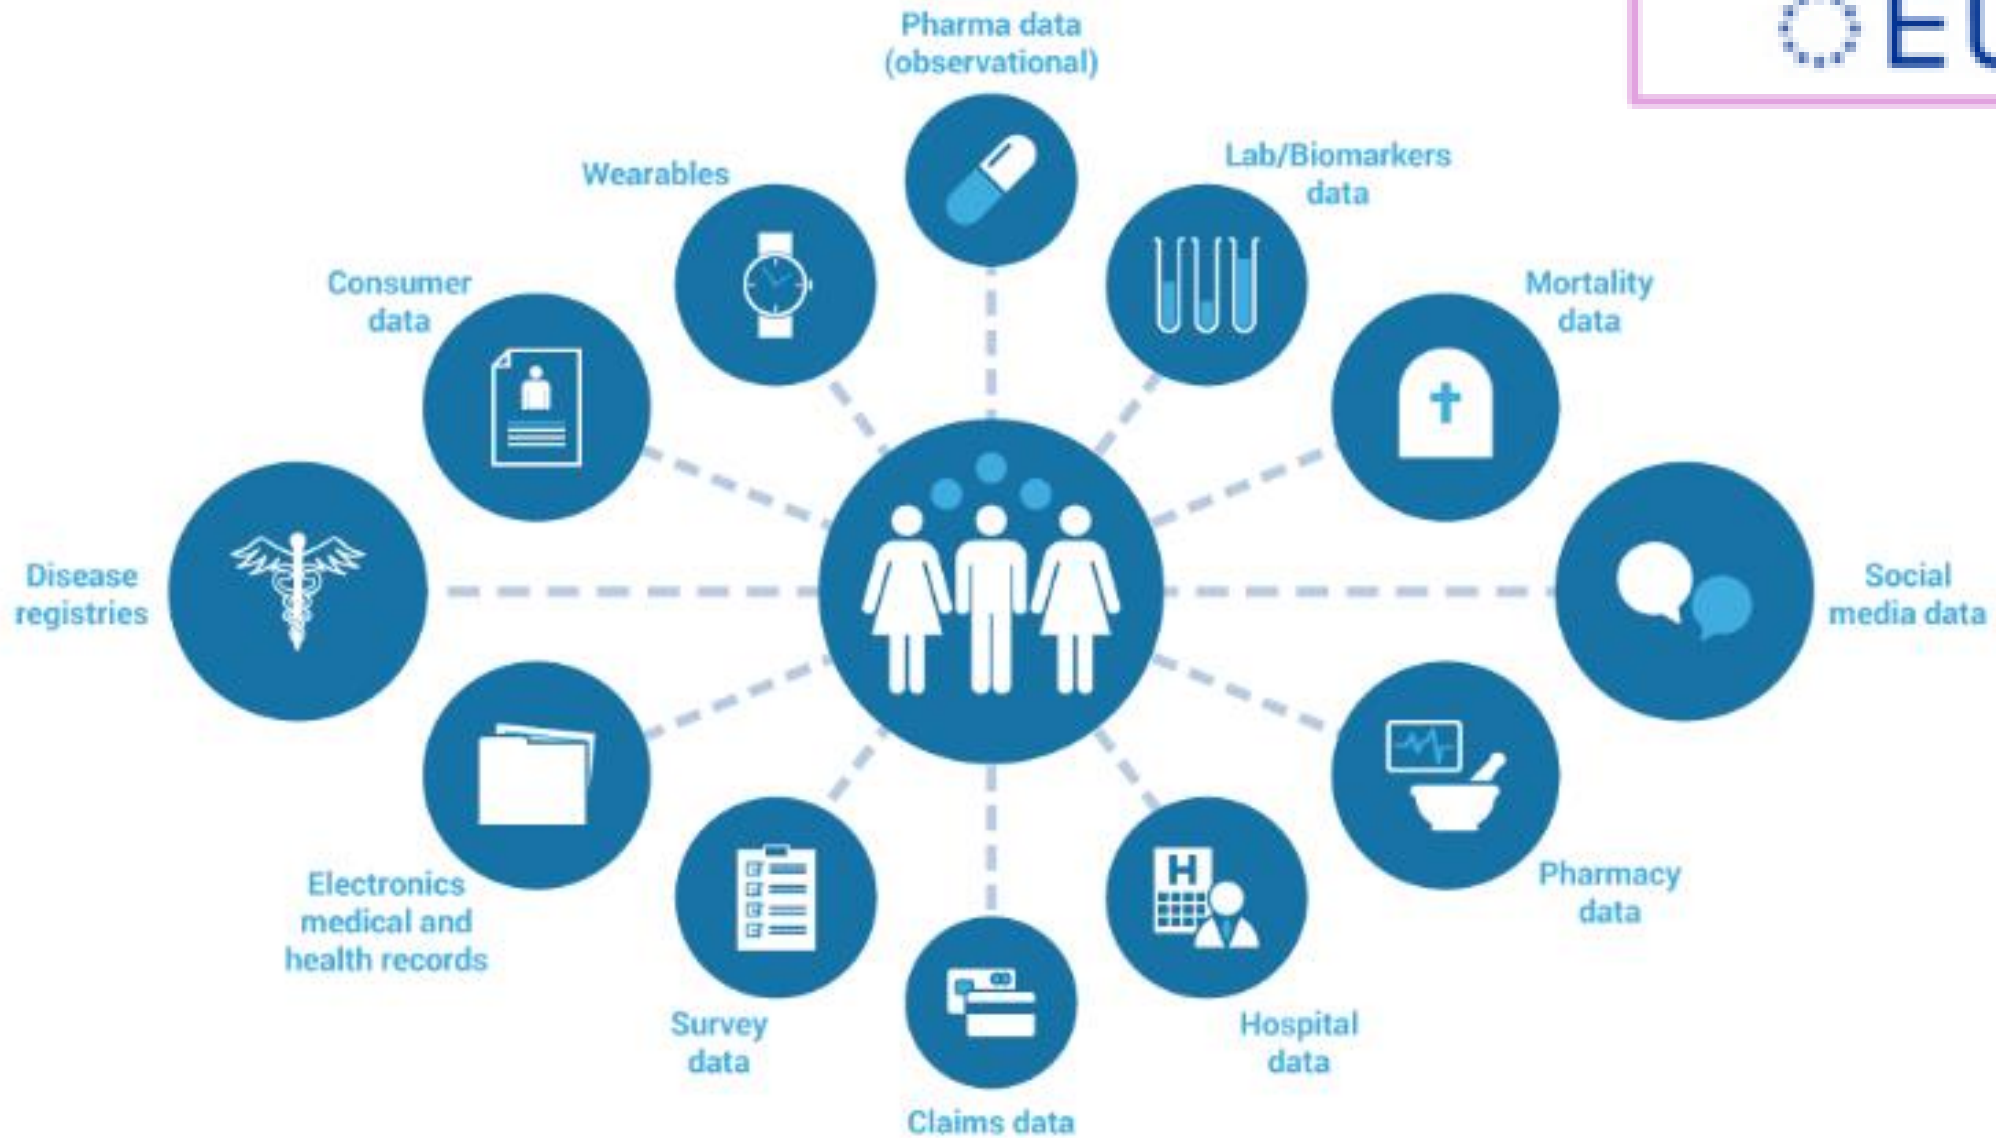 Pharma data
(observational)
Wearables
Lab/Biomarkers
data
Consumer
data
Mortality
data
Disease
registries
Social
media data
Electronics
medical and
health records
Pharmacy
data
H
Survey
data
Hospital
data
Claims data